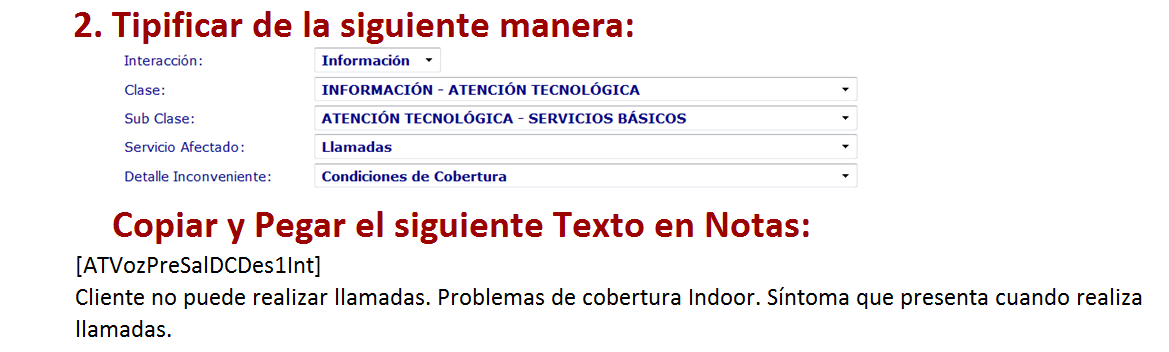 2. Tipificar de la siguiente manera:
Interacción: Información
Clase: INFORMACIÓN - ATENCIÓN TECNOLÓGICA
Sub Clase: ATENCIÓN TECNOLÓGICA - SERVICIOS BÁSICOS
Servicio Afectado: Llamadas
Detalle Inconveniente: Condiciones de Cobertura
Copiar y Pegar el siguiente Texto en Notas:
[ATVozPreSalDCDes1Int]
Cliente no puede realizar llamadas. Problemas de cobertura Indoor. Síntoma que presenta cuando realiza
llamadas.